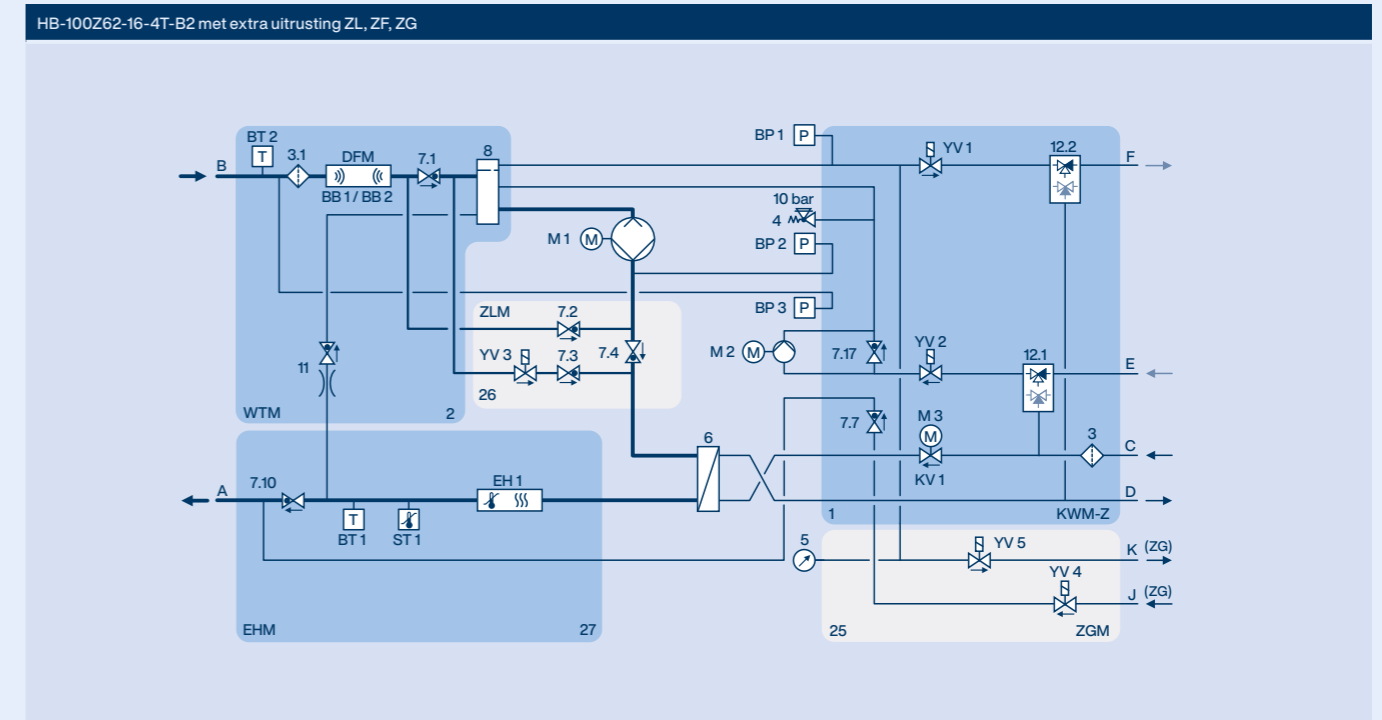 HB-100Z62-16-4T-B2 met extra uitrusting ZL, ZF, ZG
BT 2
T
B
3.1
DFM
BB 1 / BB 2
7.1
8
BP 1
P
YV 1
12.2
F
10 bar
4
M 1
M
BP 2
P
BP 3
P
ZLM
7.2
YV 3
7.3
7.4
26
M 2
M
7.17
YV 2
12.1
E
11
WTM
2
7.7
M 3
M
KV 1
3
C
6
D
7.10
A
EH 1
T
BT 1
ST 1
1
KWM-Z
5
YV 5
K (ZG)
YV 4
J (ZG)
EHM
27
25
ZGM